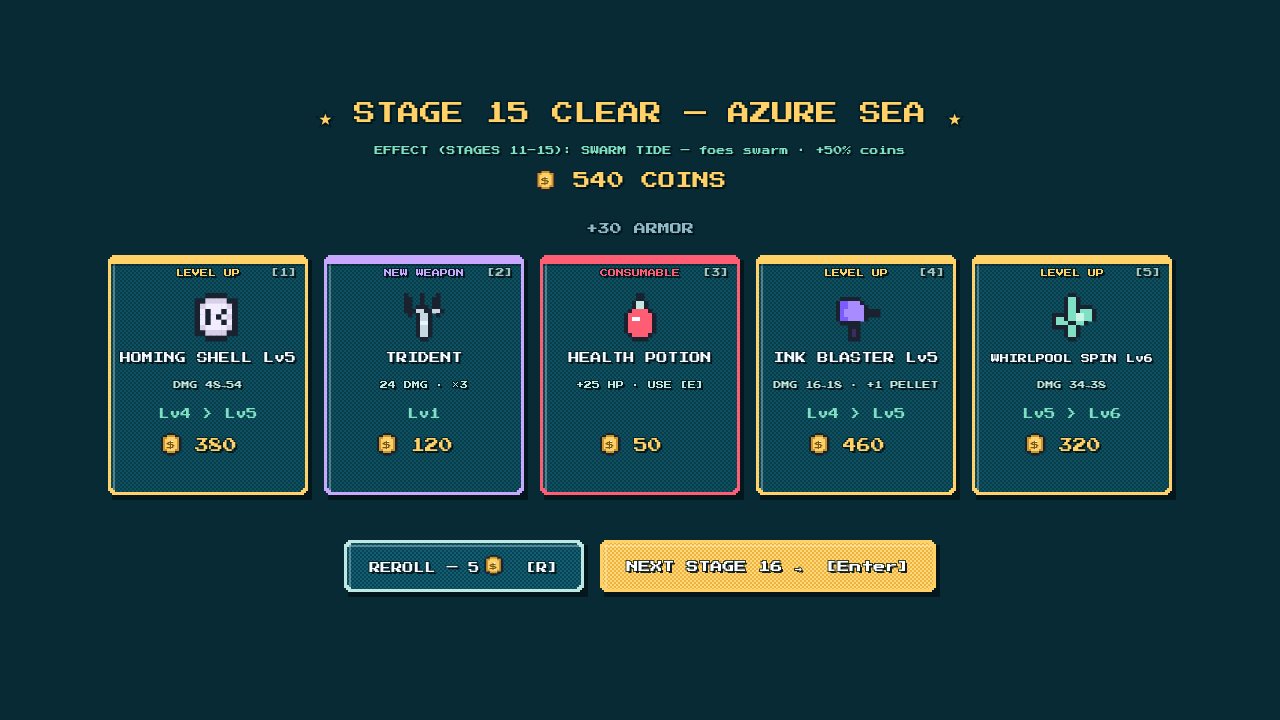 ★ STAGE 15 CLEAR — AZURE SEA ★
EFFECT (STAGES 11-15): SWARM TIDE — foes swarm · +50% coins
$ 540 COINS
+30 ARMOR
LEVEL UP [1]
HOMING SHELL Lv5
DMG 48→54
Lv4 > Lv5
$ 380
NEW WEAPON [2]
TRIDENT
24 DMG · ×3
Lv1
$ 120
CONSUMABLE [3]
HEALTH POTION
+25 HP · USE [E]
$ 50
LEVEL UP [4]
INK BLASTER Lv5
DMG 16→18 · +1 PELLET
Lv4 > Lv5
$ 460
LEVEL UP [5]
WHIRLPOOL SPIN Lv6
DMG 34→38
Lv5 > Lv6
$ 320
REROLL — 5 $ [R]
NEXT STAGE 16 → [Enter]